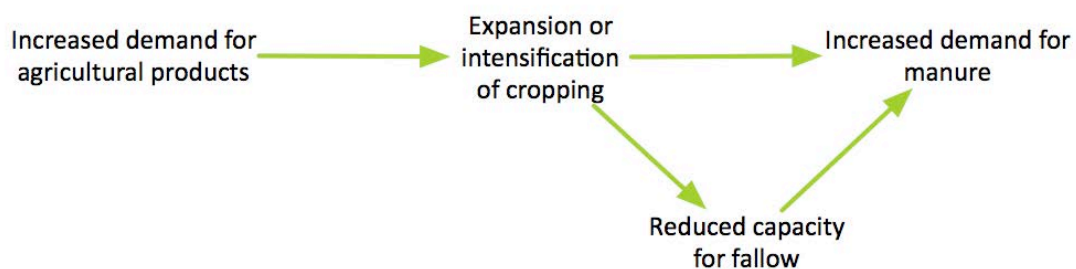 Increased demand for
agricultural products
Expansion or
intensification
of cropping
Increased demand for
manure
Reduced capacity
for fallow